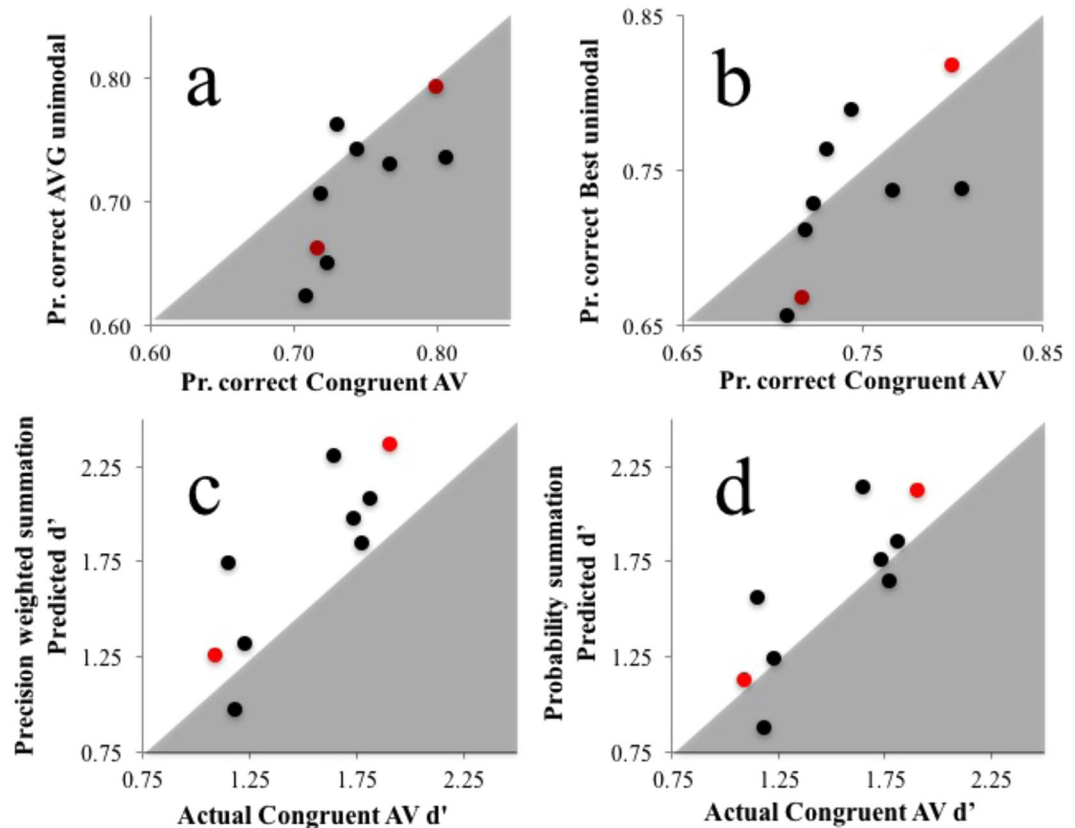 a
Pr. correct AVG unimodal
0.80
0.70
0.60
0.60
0.70
0.80
Pr. correct Congruent AV
b
Pr. correct Best unimodal
0.85
0.75
0.65
0.65
0.75
0.85
Pr. correct Congruent AV
c
Precision weighted summation
Predicted d’
2.25
1.75
1.25
0.75
0.75
1.25
1.75
2.25
Actual Congruent AV d'
d
Probability summation
Predicted d’
2.25
1.75
1.25
0.75
0.75
1.25
1.75
2.25
Actual Congruent AV d’